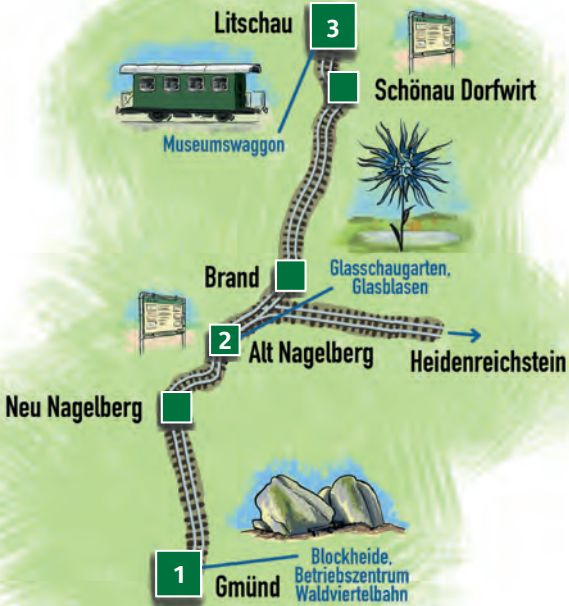 Litschau
3
Schönau Dorfwirt
Museumswaggon
Brand
Glasschaugarten,
Glasblasen
2
Alt Nagelberg
Heidenreichstein
Neu Nagelberg
1
Gmünd
Blockheide,
Betriebszentrum
Waldviertelbahn